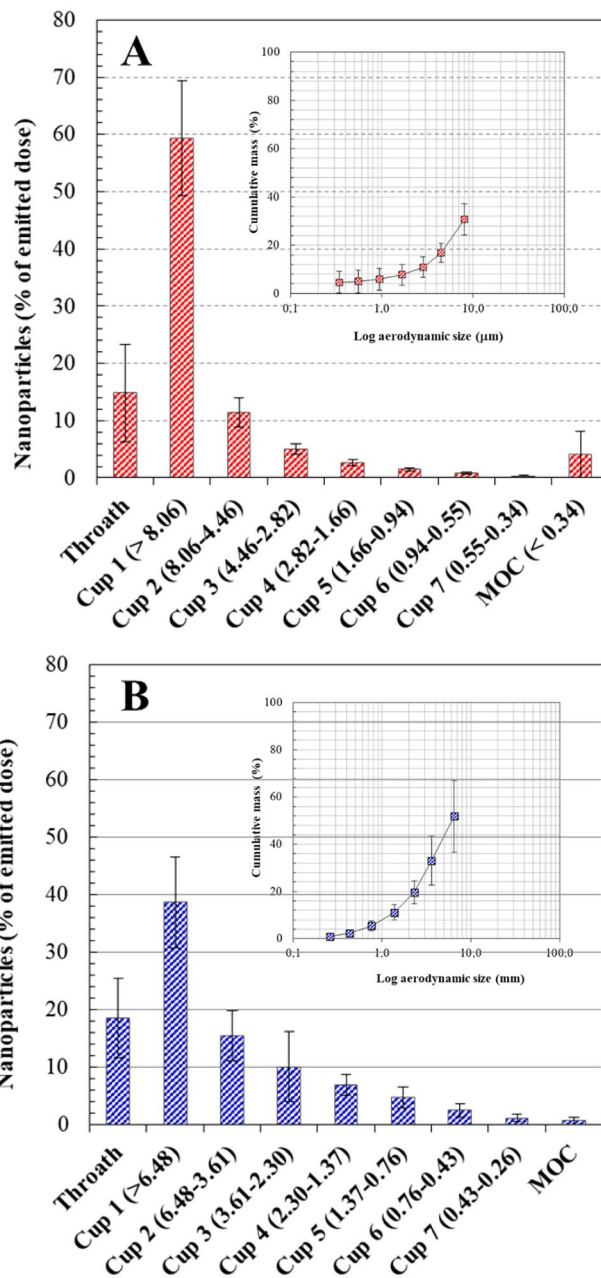 A
Nanoparticles (% of emitted dose)
80
70
60
50
40
30
20
10
0
Cumulative mass (%)
100
80
60
40
20
0
0,1 1,0 10,0 100,0
Log aerodynamic size (μm)
Throath
Cup 1 (> 8.06)
Cup 2 (8.06-4.46)
Cup 3 (4.46-2.82)
Cup 4 (2.82-1.66)
Cup 5 (1.66-0.94)
Cup 6 (0.94-0.55)
Cup 7 (0.55-0.34)
MOC (< 0.34)
B
Nanoparticles (% of emitted dose)
80
70
60
50
40
30
20
10
0
Cumulative mass (%)
100
80
60
40
20
0
0,1 1,0 10,0 100,0
Log aerodynamic size (mm)
Throath
Cup 1 (>6.48)
Cup 2 (6.48-3.61)
Cup 3 (3.61-2.30)
Cup 4 (2.30-1.37)
Cup 5 (1.37-0.76)
Cup 6 (0.76-0.43)
Cup 7 (0.43-0.26)
MOC